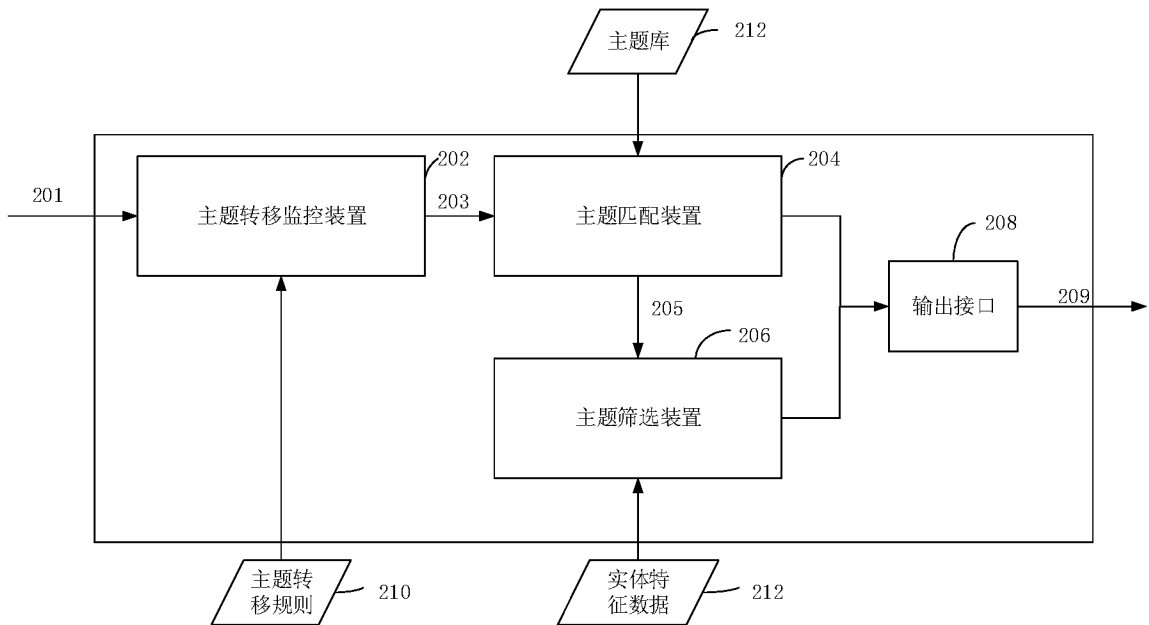 主题库
212
202
204
201
203
主题转移监控装置
主题匹配装置
208
输出接口
209
205
206
主题筛选装置
主题转
移规则
210
实体特
征数据
212